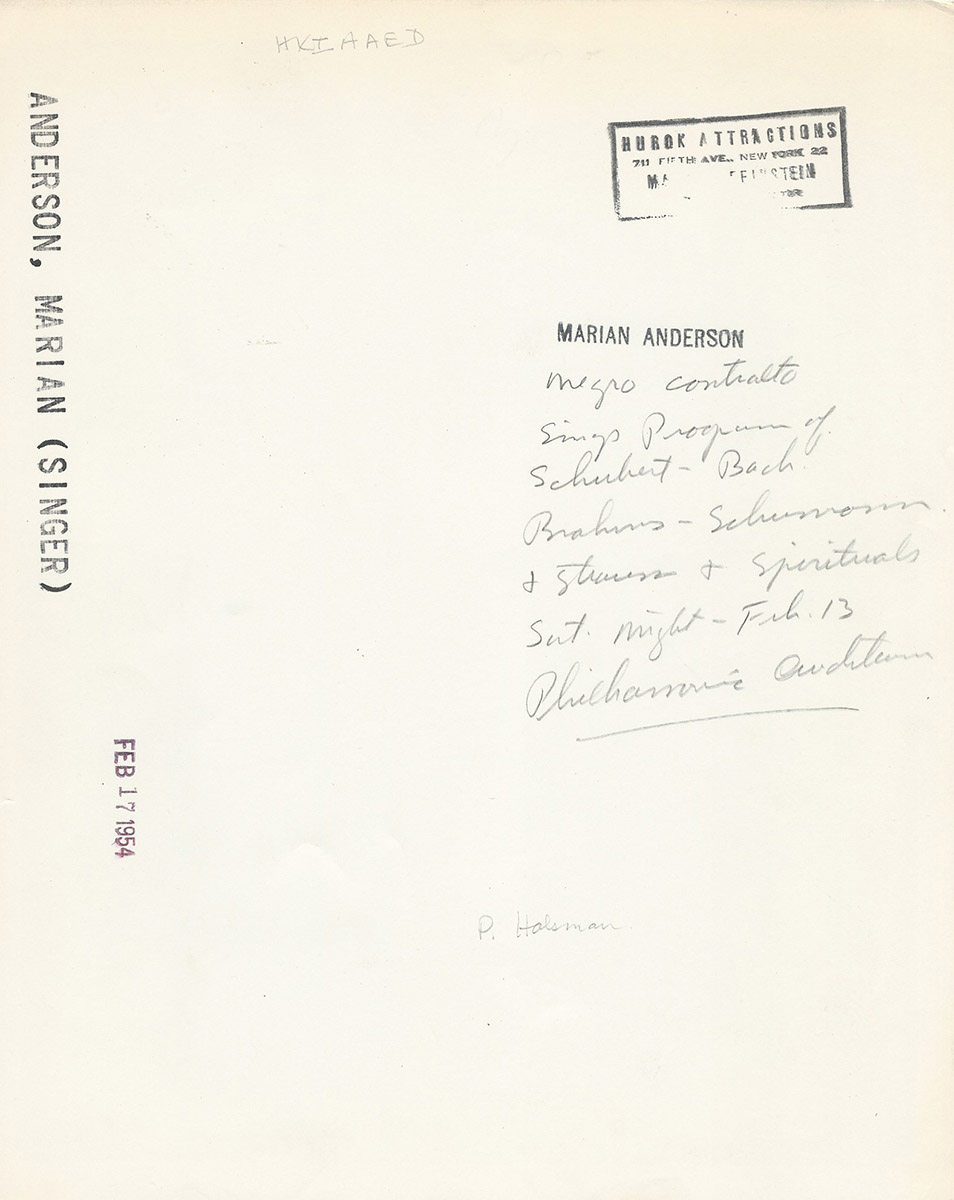 HKIAAED
ANDERSON, MARIAN (SINGER)
HUROK ATTRACTIONS
711 FIFTH AVE., NEW YORK 22
MARIAN ANDERSON
negro contralto
Sings Program of
Schubert - Bach.
Brahms - Schumann.
& Strauss & Spirituals
Sat. Night - Feb. 13
Philharmonic Auditorium
FEB 17 1954
P. Halsman